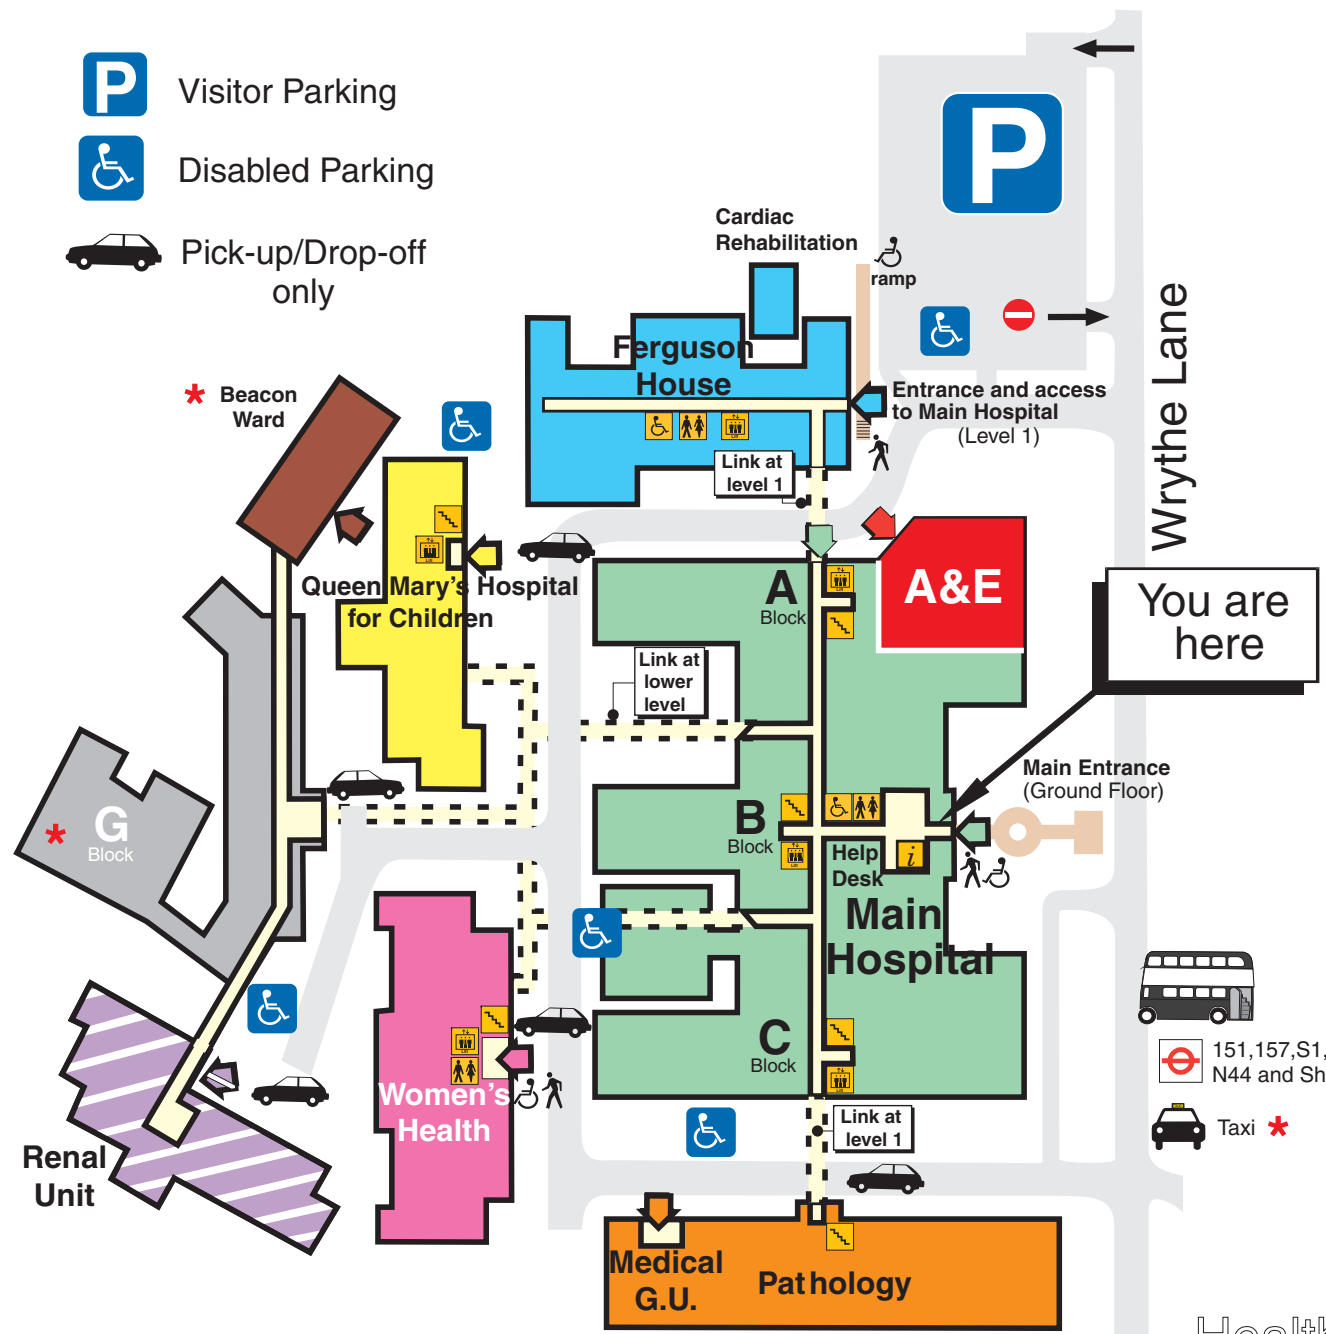 P
Visitor Parking
Disabled Parking
Pick-up/Drop-off
only
P
Cardiac
Rehabilitation
ramp
Wrythe Lane
Ferguson
House
Entrance and access
to Main Hospital
(Level 1)
* Beacon
Ward
Link at
level 1
Queen Mary's Hospital
for Children
A
Block
A&E
You are
here
Link at
lower
level
Main Entrance
(Ground Floor)
G
Block
*
B
Block
Help
Desk
i
Main
Hospital
C
Block
151,157,S1,
N44 and Sh
Taxi *
Women's
Health
Link at
level 1
Renal
Unit
Medical
G.U.
Pathology
Health